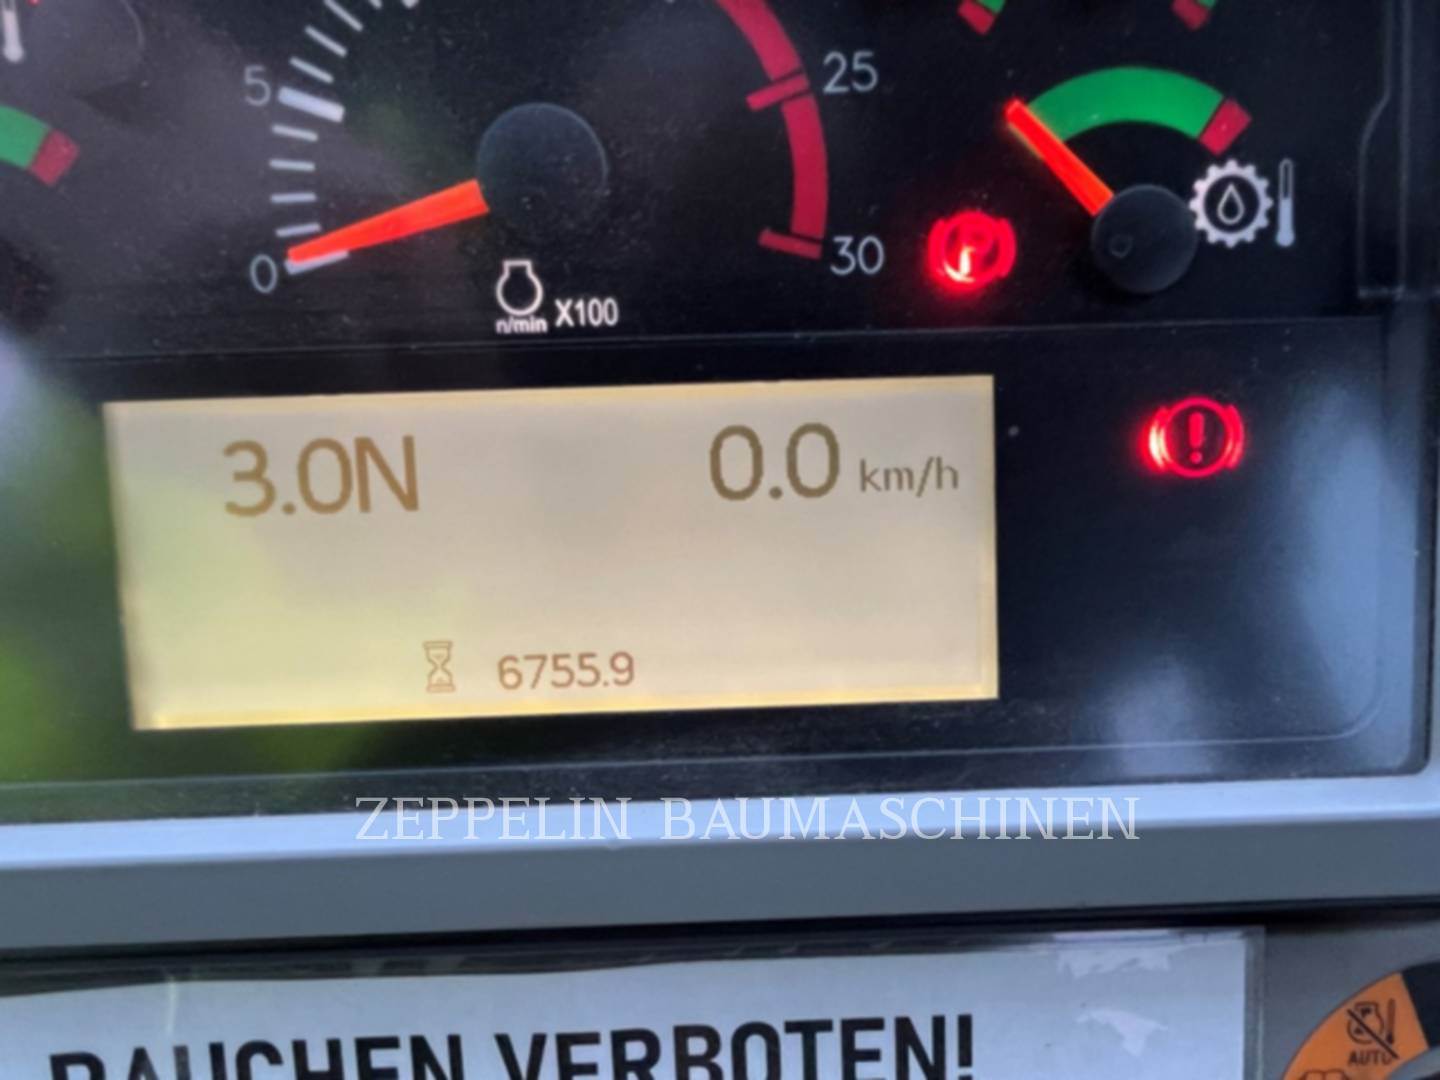 5
25
0
30
n/min X100
3.0N 0.0 km/h
6755.9
ZEPPELIN BAUMASCHINEN
RAUCHEN VERBOTEN!
AUTO